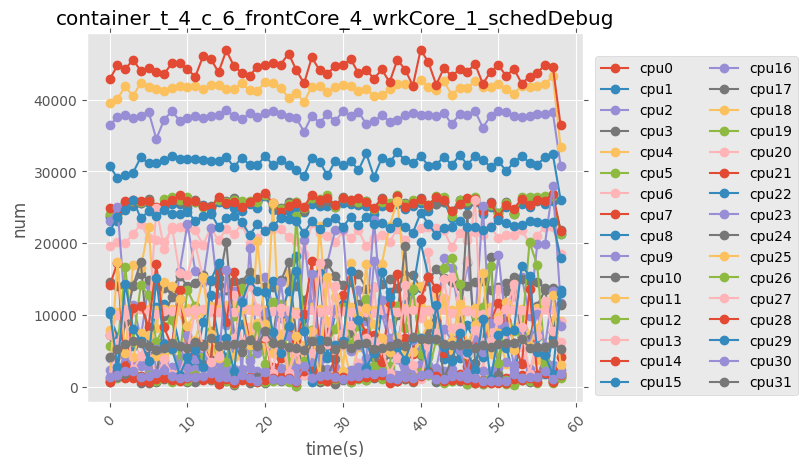 container_t_4_c_6_frontCore_4_wrkCore_1_schedDebug
num
40000
30000
20000
10000
0
0
10
20
30
40
50
60
time(s)
cpu0
cpu1
cpu2
cpu3
cpu4
cpu5
cpu6
cpu7
cpu8
cpu9
cpu10
cpu11
cpu12
cpu13
cpu14
cpu15
cpu16
cpu17
cpu18
cpu19
cpu20
cpu21
cpu22
cpu23
cpu24
cpu25
cpu26
cpu27
cpu28
cpu29
cpu30
cpu31